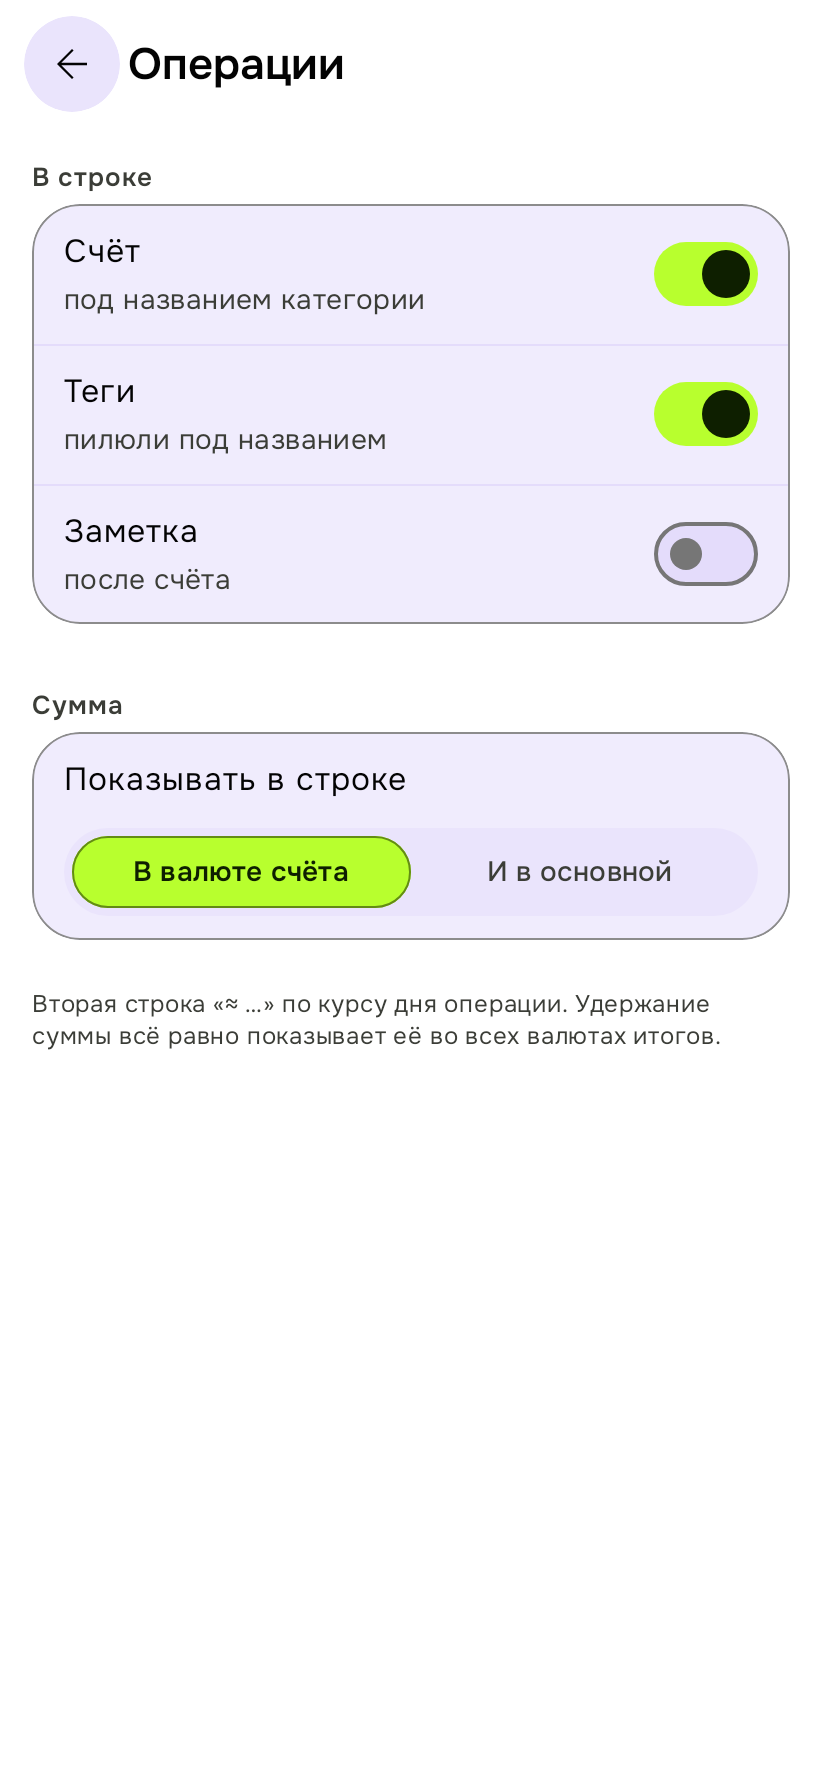 Операции
В строке
Счёт
под названием категории
Теги
пилюли под названием
Заметка
после счёта
Сумма
Показывать в строке
В валюте счёта
И в основной
Вторая строка «≈ ...» по курсу дня операции. Удержание
суммы всё равно показывает её во всех валютах итогов.